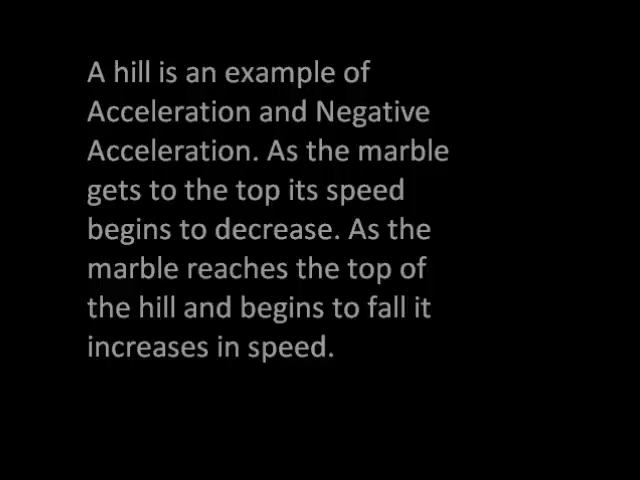 A hill is an example of
Acceleration and Negative
Acceleration. As the marble
gets to the top its speed
begins to decrease. As the
marble reaches the top of
the hill and begins to fall it
increases in speed.